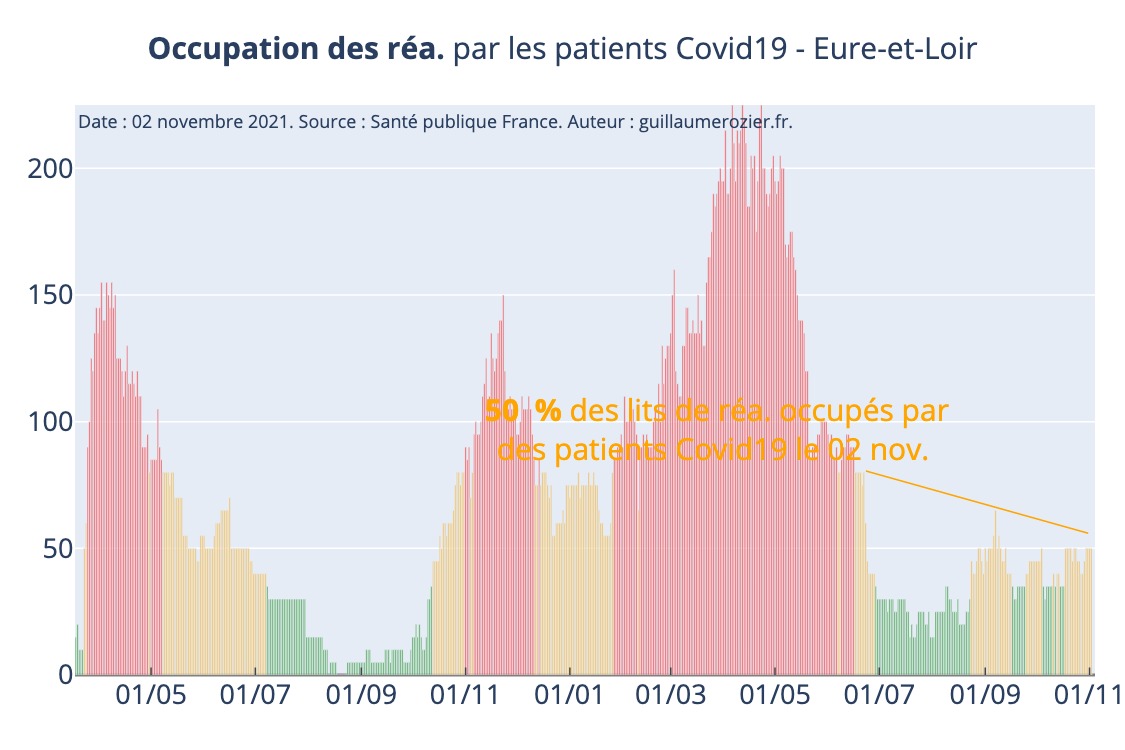 Occupation des réa. par les patients Covid19 - Eure-et-Loir
Date : 02 novembre 2021. Source : Santé publique France. Auteur : guillaumerozier.fr.
200
150
100
50 % des lits de réa. occupés par
des patients Covid19 le 02 nov.
50
0
01/05 01/07 01/09 01/11 01/01 01/03 01/05 01/07 01/09 01/11